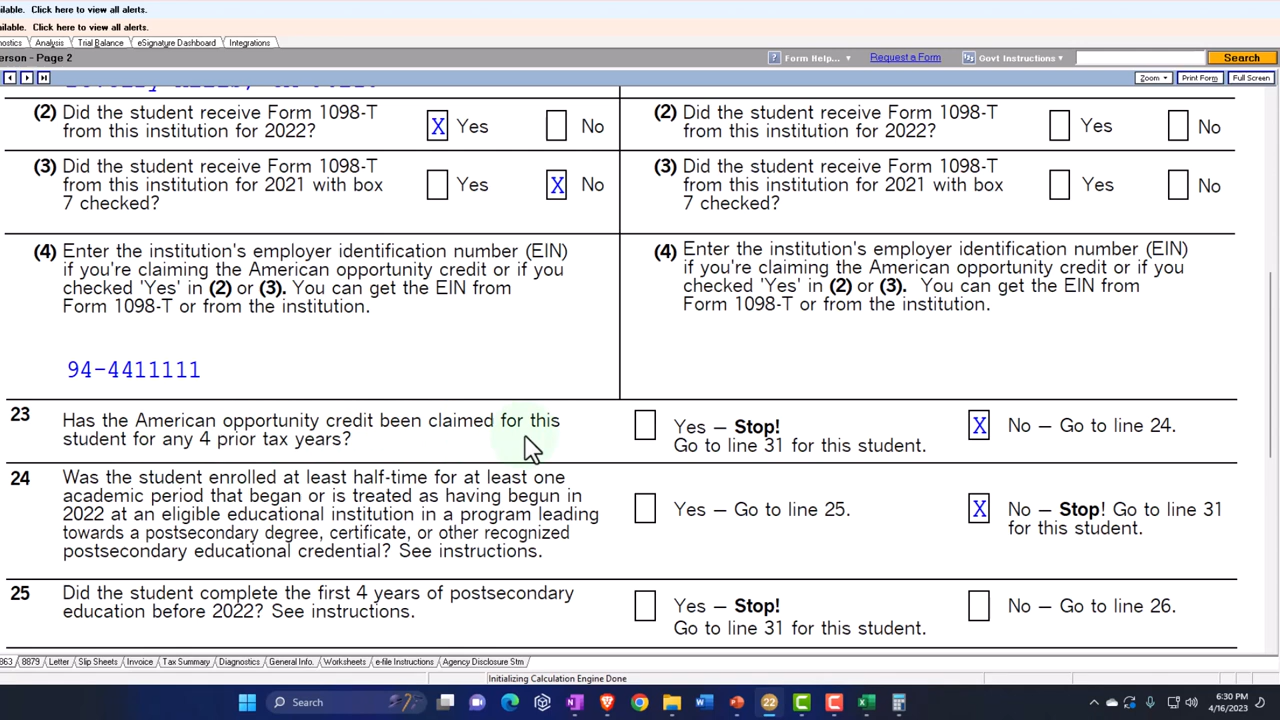 ilable. Click here to view all alerts.
ailable. Click here to view all alerts.
nostics Analysis Trial Balance eSignature Dashboard Integrations
erson - Page 2 Form Help... Request a Form Govt Instructions Search
Zoom Print Form Full Screen
(2) Did the student receive Form 1098-T
from this institution for 2022? X Yes No
(2) Did the student receive Form 1098-T
from this institution for 2022? Yes No
(3) Did the student receive Form 1098-T
from this institution for 2021 with box
7 checked? Yes X No
(3) Did the student receive Form 1098-T
from this institution for 2021 with box
7 checked? Yes No
(4) Enter the institution's employer identification number (EIN)
if you're claiming the American opportunity credit or if you
checked 'Yes' in (2) or (3). You can get the EIN from
Form 1098-T or from the institution.
94-4411111
(4) Enter the institution's employer identification number (EIN)
if you're claiming the American opportunity credit or if you
checked 'Yes' in (2) or (3). You can get the EIN from
Form 1098-T or from the institution.
23 Has the American opportunity credit been claimed for this
student for any 4 prior tax years?
Yes – Stop!
Go to line 31 for this student.
X No – Go to line 24.
24 Was the student enrolled at least half-time for at least one
academic period that began or is treated as having begun in
2022 at an eligible educational institution in a program leading
towards a postsecondary degree, certificate, or other recognized
postsecondary educational credential? See instructions.
Yes – Go to line 25.
X No – Stop! Go to line 31
for this student.
25 Did the student complete the first 4 years of postsecondary
education before 2022? See instructions.
Yes – Stop!
Go to line 31 for this student.
No – Go to line 26.
863 8879 Letter Slip Sheets Invoice Tax Summary Diagnostics General Info. Worksheets e-file Instructions Agency Disclosure Stm
Initializing Calculation Engine Done
Search
22
6:30 PM
4/16/2023